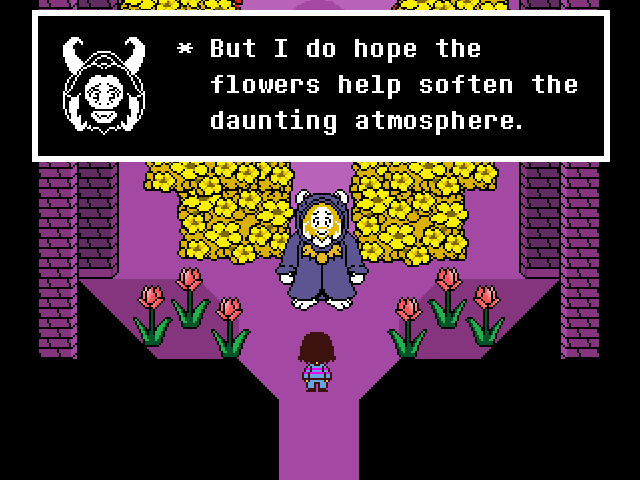 * But I do hope the
flowers help soften the
daunting atmosphere.